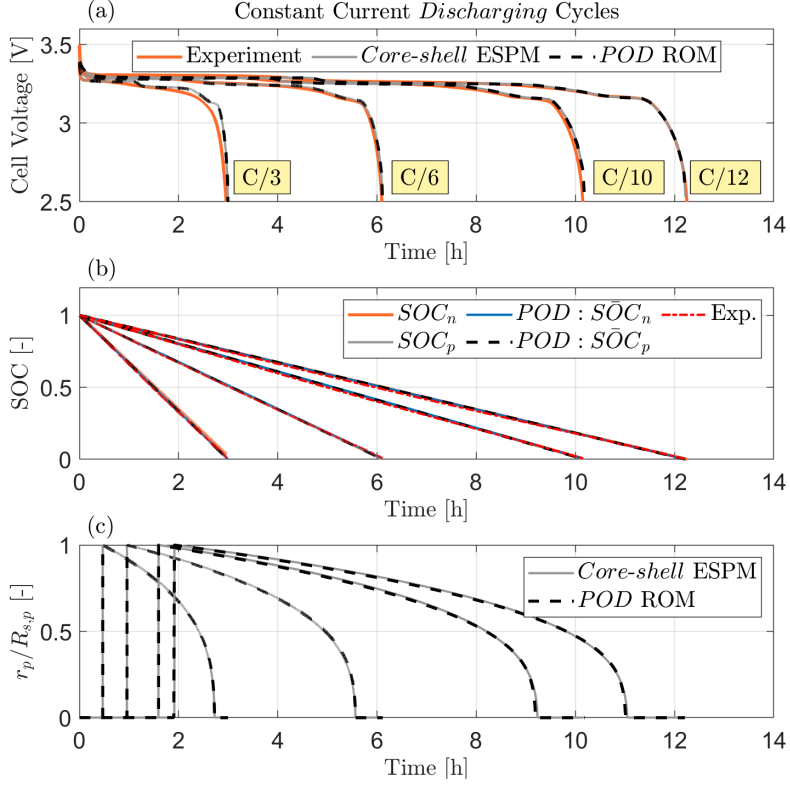 (a) Constant Current Discharging Cycles
Cell Voltage [V]
3.5
3
2.5
Experiment Core-shell ESPM POD ROM
C/3 C/6 C/10 C/12
0 2 4 6 8 10 12 14
Time [h]
(b)
SOC [-]
1
0.5
0
SOC_n POD : SŌC_n Exp.
SOC_p POD : SŌC_p
0 2 4 6 8 10 12 14
Time [h]
(c)
r_p/R_{s,p} [-]
1
0.5
0
Core-shell ESPM
POD ROM
0 2 4 6 8 10 12 14
Time [h]